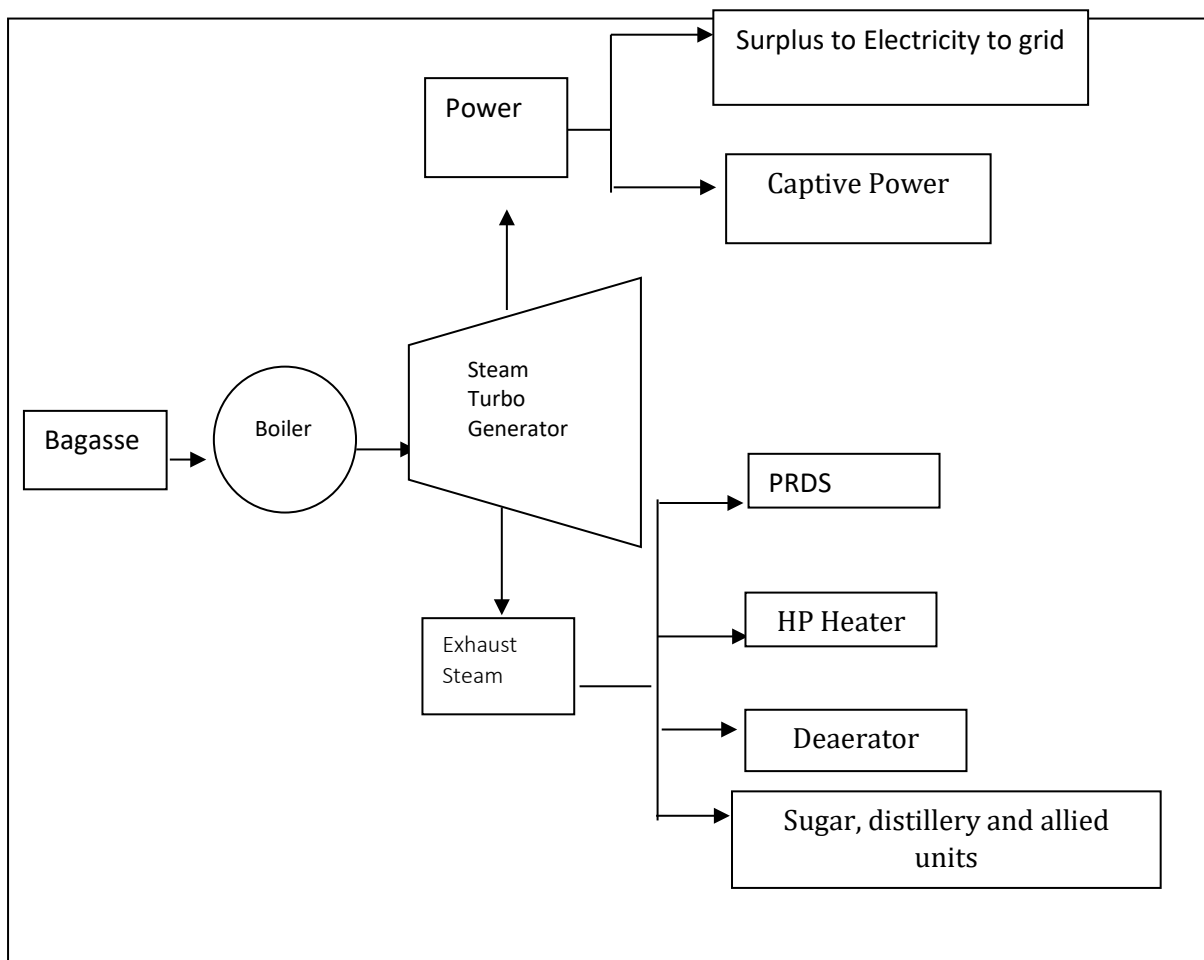 Surplus to Electricity to grid
Power
Captive Power
Steam
Turbo
Generator
Bagasse
Boiler
PRDS
HP Heater
Exhaust
Steam
Deaerator
Sugar, distillery and allied
units